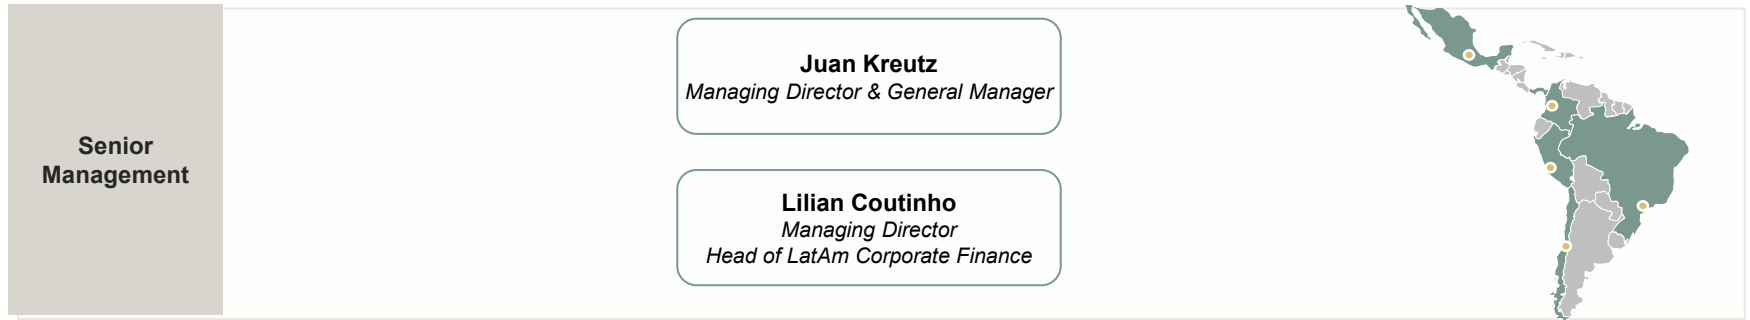 Senior
Management
Juan Kreutz
Managing Director & General Manager
Lilian Coutinho
Managing Director
Head of LatAm Corporate Finance